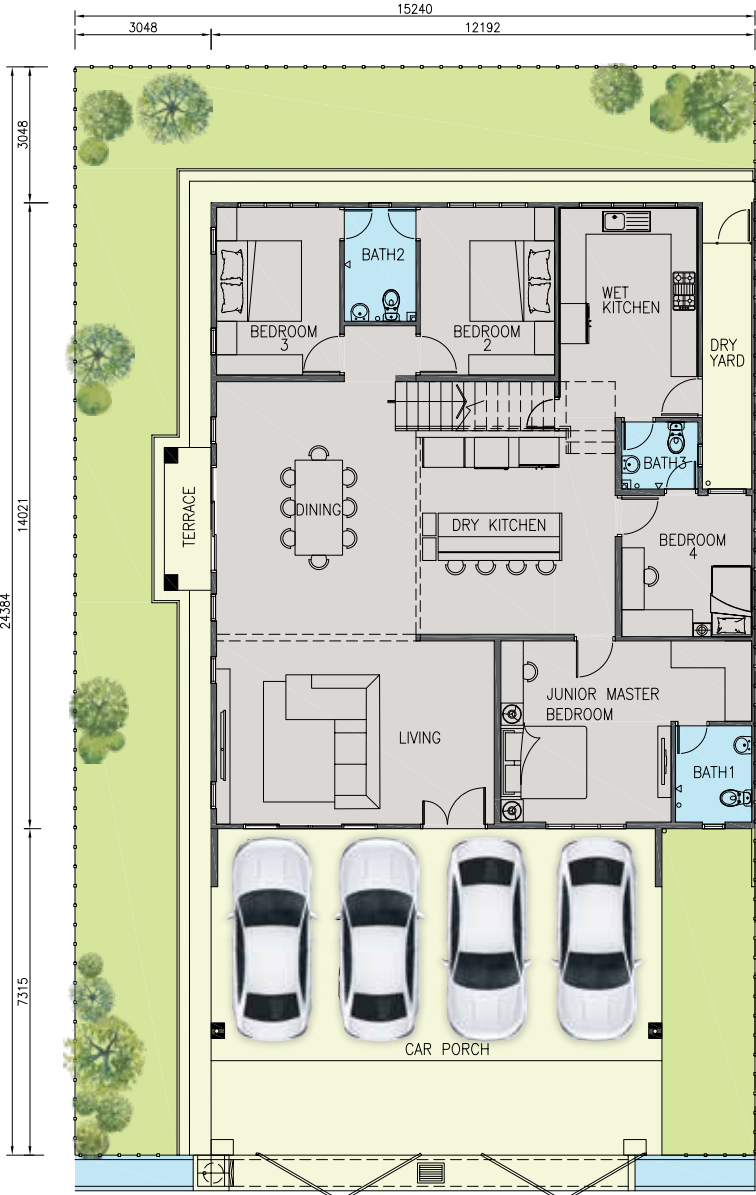 15240
3048
12192
3048
BATH2
BEDROOM
3
BEDROOM
2
WET
KITCHEN
DRY
YARD
BATH3
14021
24384
TERRACE
DINING
DRY KITCHEN
BEDROOM
4
JUNIOR MASTER
BEDROOM
LIVING
BATH1
7315
CAR PORCH